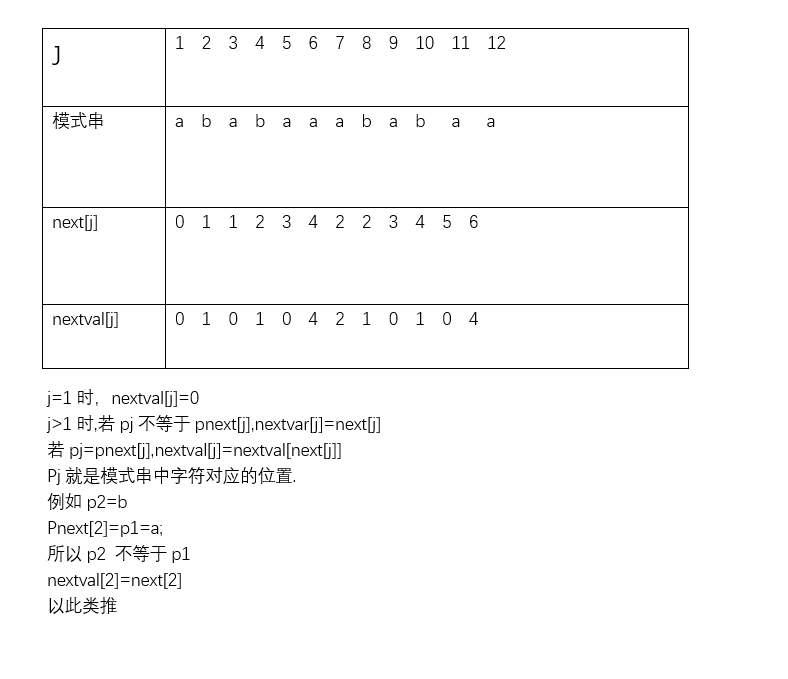 J 1 2 3 4 5 6 7 8 9 10 11 12
模式串 a b a b a a a b a b a a
next[j] 0 1 1 2 3 4 2 2 3 4 5 6
nextval[j] 0 1 0 1 0 4 2 1 0 1 0 4
j=1 时，nextval[j]=0
j>1 时,若 pj 不等于 pnext[j],nextvar[j]=next[j]
若 pj=pnext[j],nextval[j]=nextval[next[j]]
Pj 就是模式串中字符对应的位置.
例如 p2=b
Pnext[2]=p1=a;
所以 p2 不等于 p1
nextval[2]=next[2]
以此类推